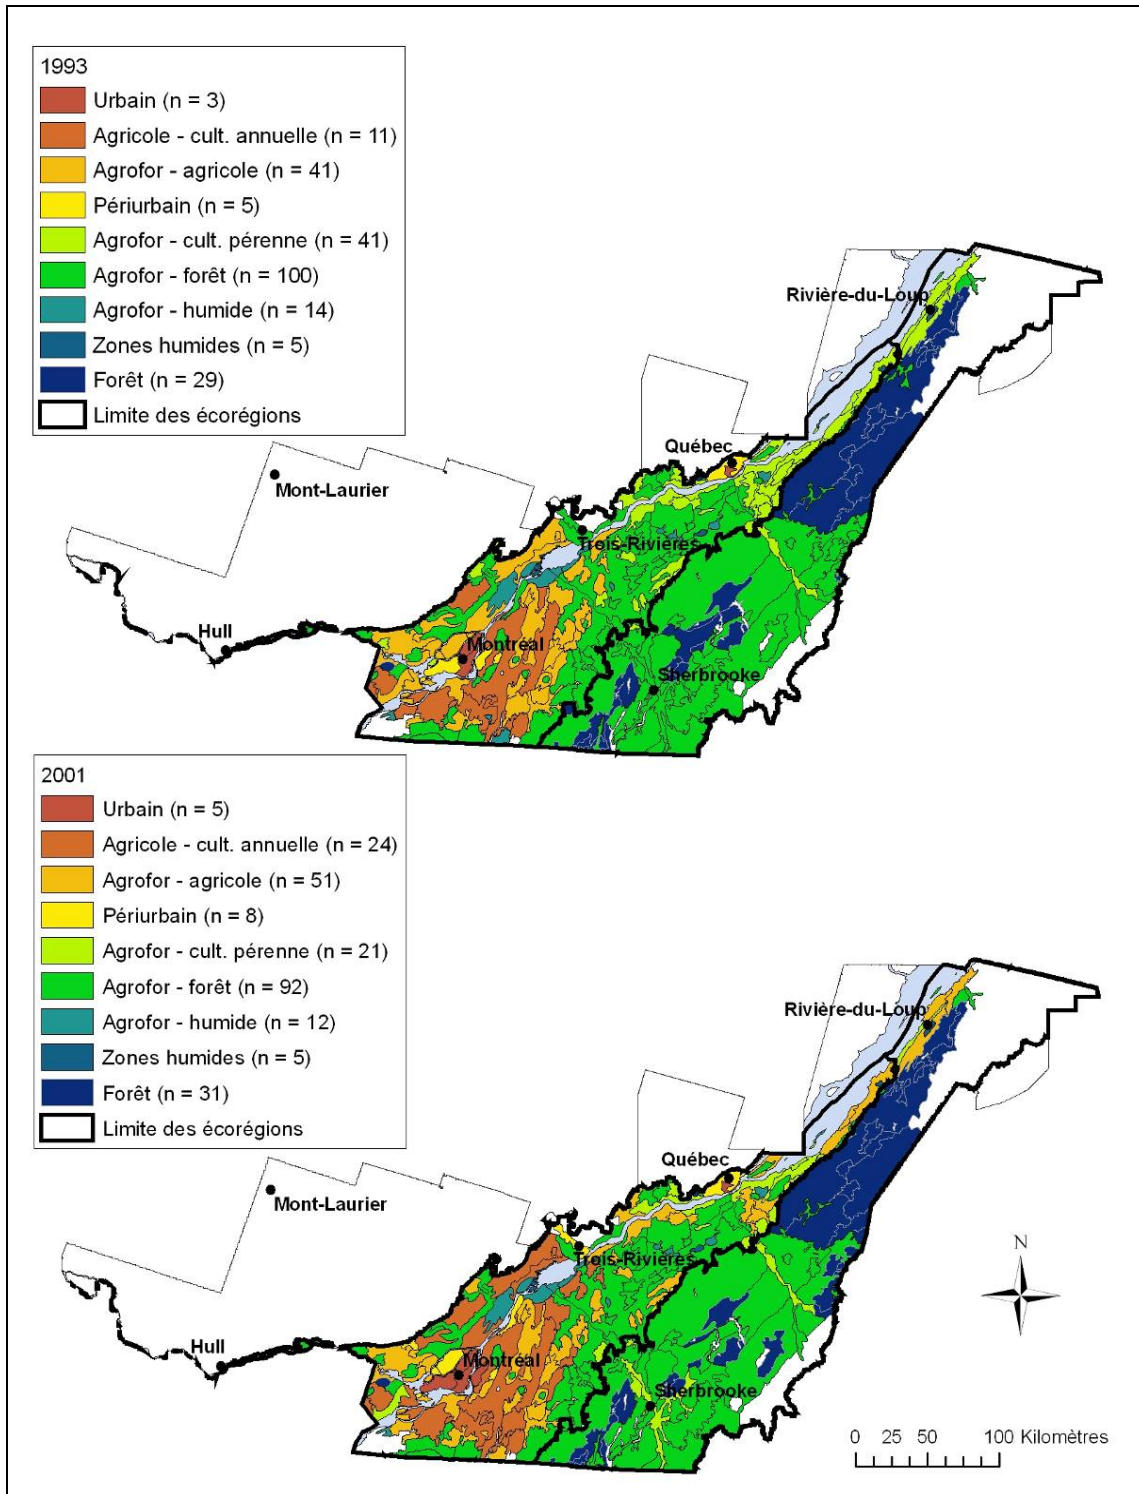 1993
Urbain (n = 3)
Agricole - cult. annuelle (n = 11)
Agrofor - agricole (n = 41)
Périurbain (n = 5)
Agrofor - cult. pérenne (n = 41)
Agrofor - forêt (n = 100)
Agrofor - humide (n = 14)
Zones humides (n = 5)
Forêt (n = 29)
Limite des écorégions
Rivière-du-Loup
Québec
Mont-Laurier
Trois-Rivières
Hull
Montréal
Sherbrooke
2001
Urbain (n = 5)
Agricole - cult. annuelle (n = 24)
Agrofor - agricole (n = 51)
Périurbain (n = 8)
Agrofor - cult. pérenne (n = 21)
Agrofor - forêt (n = 92)
Agrofor - humide (n = 12)
Zones humides (n = 5)
Forêt (n = 31)
Limite des écorégions
Rivière-du-Loup
Québec
Mont-Laurier
Trois-Rivières
N
Hull
Montréal
Sherbrooke
0 25 50 100 Kilomètres